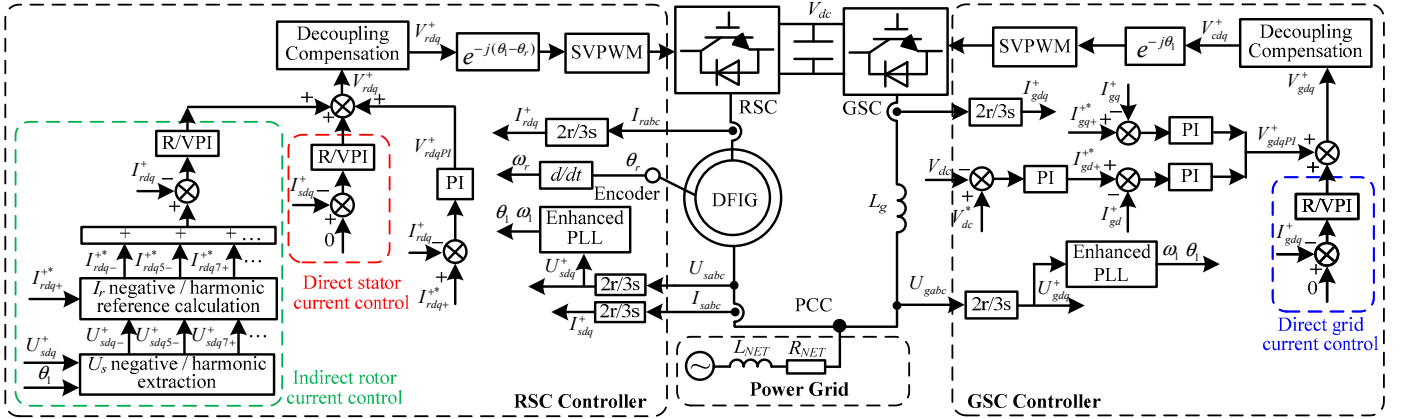 Decoupling
Compensation
V⁺rdq
e^−j(θ₁−θr)
SVPWM
V⁺rdq
R/VPI
I⁺rdq
−
+
+ + + ...
I⁺*rdq− I⁺*rdq5− I⁺*rdq7+ ...
I⁺*rdq+
Ir negative / harmonic
reference calculation
U⁺sdq− U⁺sdq5− U⁺sdq7+ ...
U⁺sdq
θ₁
Us negative / harmonic
extraction
Indirect rotor
current control
+
+
+
R/VPI
I⁺sdq
−
+
0
Direct stator
current control
V⁺rdqPI
PI
I⁺rdq
−
+
I⁺*rdq+
I⁺rdq
2r/3s
Irabc
ωr
d/dt
θr
Encoder
θ₁ ω₁
Enhanced
PLL
U⁺sdq
2r/3s
Usabc
I⁺sdq
2r/3s
Isabc
RSC Controller
Vdc
RSC
GSC
DFIG
Lg
PCC
Ugabc
LNET
RNET
Power Grid
SVPWM
e^−jθ₁
V⁺cdq
Decoupling
Compensation
V⁺gdq
2r/3s
I⁺gdq
I⁺gq
I⁺*gq+
−
+
PI
V⁺gdqPI
+
+
Vdc
−
+
V*dc
PI
I⁺*gd+
+
−
I⁺gd
PI
R/VPI
I⁺gdq
−
+
0
Direct grid
current control
2r/3s
U⁺gdq
Enhanced
PLL
ω₁ θ₁
GSC Controller